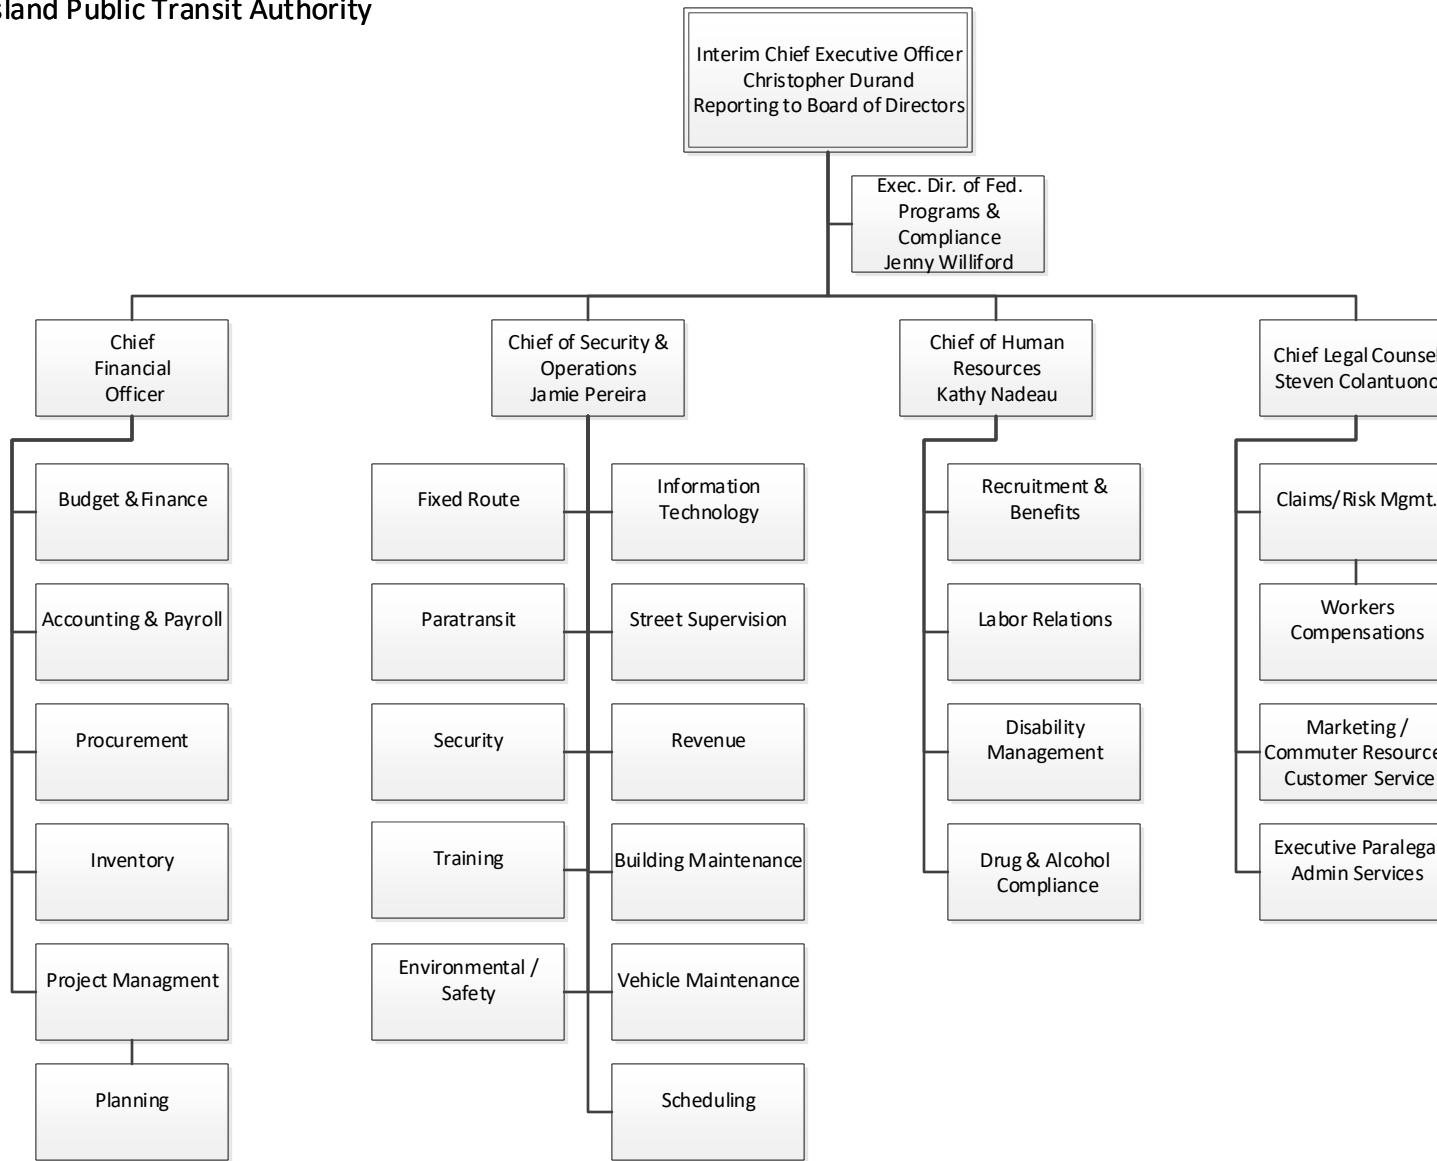 sland Public Transit Authority
Interim Chief Executive Officer
Christopher Durand
Reporting to Board of Directors
Exec. Dir. of Fed.
Programs &
Compliance
Jenny Williford
Chief
Financial
Officer
Chief of Security &
Operations
Jamie Pereira
Chief of Human
Resources
Kathy Nadeau
Chief Legal Counsel
Steven Colantuono
Budget & Finance
Fixed Route
Information
Technology
Recruitment &
Benefits
Claims/Risk Mgmt.
Accounting & Payroll
Paratransit
Street Supervision
Labor Relations
Workers
Compensations
Procurement
Security
Revenue
Disability
Management
Marketing /
Commuter Resource
Customer Service
Inventory
Training
Building Maintenance
Drug & Alcohol
Compliance
Executive Paralega
Admin Services
Project Managment
Environmental /
Safety
Vehicle Maintenance
Planning
Scheduling